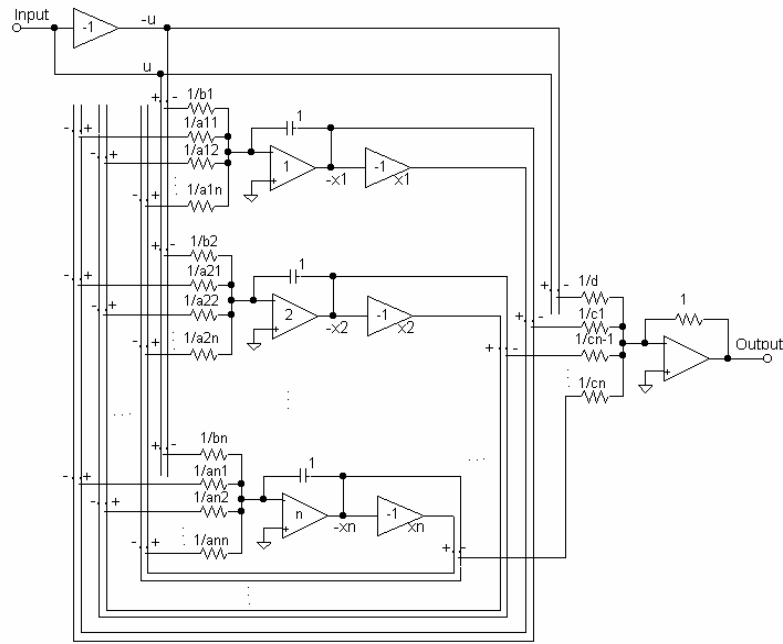 Input
-1
-u
u
1/b1
1/a11
1/a12
1/a1n
1
1
-x1
-1
x1
1/b2
1/a21
1/a22
1/a2n
1
2
-x2
-1
x2
1/d
1/c1
1/cn-1
1/cn
1
Output
1/bn
1/an1
1/an2
1/ann
1
n
-xn
-1
xn